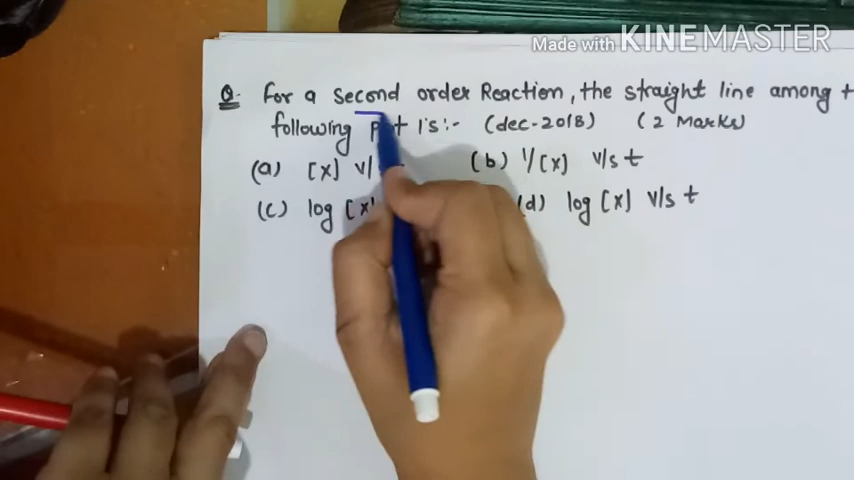 Made with KINEMASTER
Q. For a second order Reaction, the straight line among
following is:- (dec-2018) (2 Marks)
(a) [x] v/ (b) 1/[x] v/s t
(c) log [x] (d) log [x] v/s t